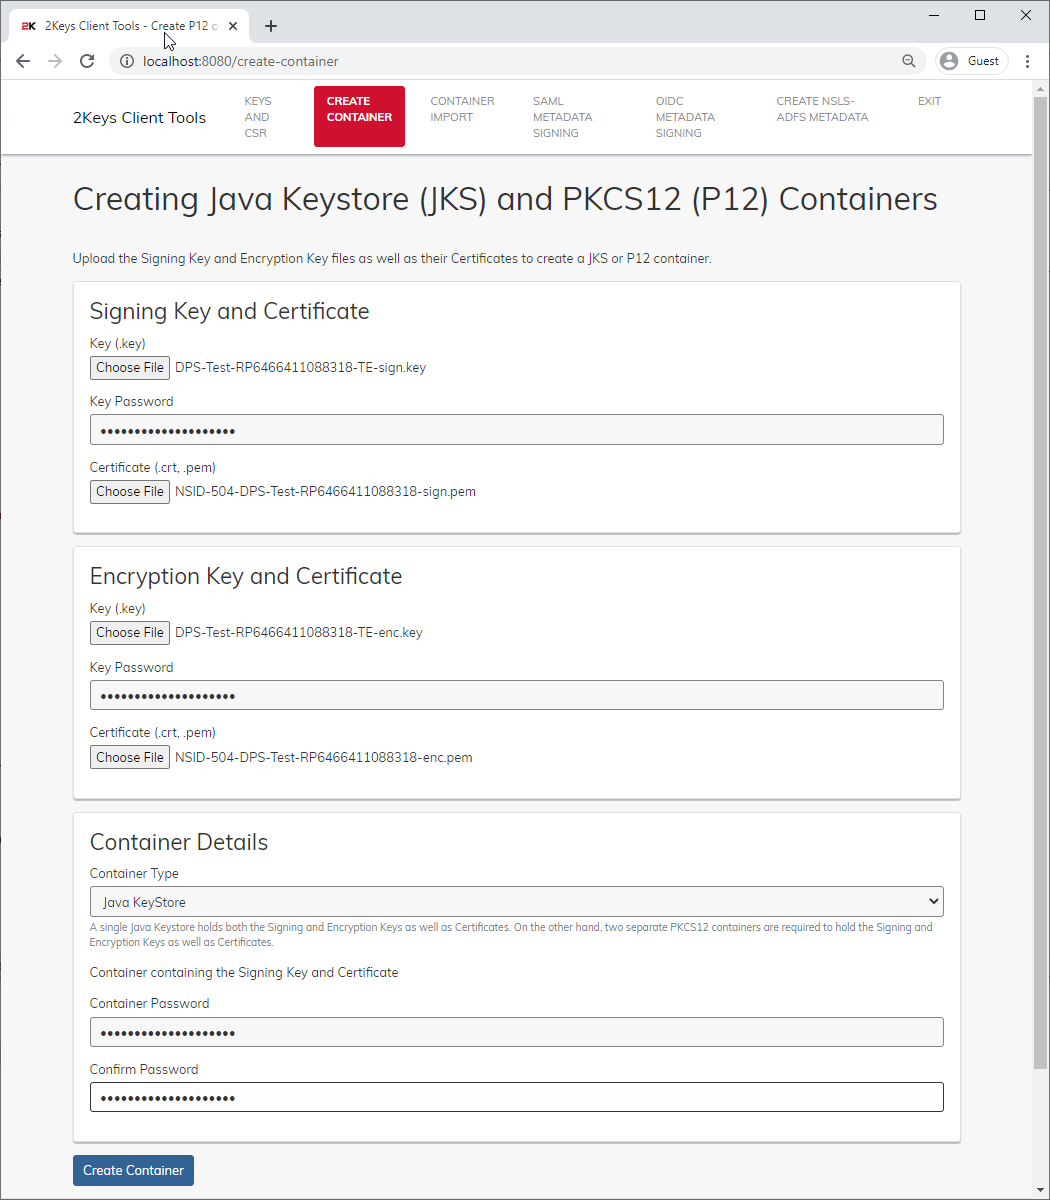 2K 2Keys Client Tools - Create P12 o
localhost:8080/create-container
Guest
2Keys Client Tools
KEYS AND CSR
CREATE CONTAINER
CONTAINER IMPORT
SAML METADATA SIGNING
OIDC METADATA SIGNING
CREATE NSLS-ADFS METADATA
EXIT
Creating Java Keystore (JKS) and PKCS12 (P12) Containers
Upload the Signing Key and Encryption Key files as well as their Certificates to create a JKS or P12 container.
Signing Key and Certificate
Key (.key)
Choose File DPS-Test-RP6466411088318-TE-sign.key
Key Password
••••••••••••••••••••
Certificate (.crt, .pem)
Choose File NSID-504-DPS-Test-RP6466411088318-sign.pem
Encryption Key and Certificate
Key (.key)
Choose File DPS-Test-RP6466411088318-TE-enc.key
Key Password
••••••••••••••••••••
Certificate (.crt, .pem)
Choose File NSID-504-DPS-Test-RP6466411088318-enc.pem
Container Details
Container Type
Java KeyStore
A single Java Keystore holds both the Signing and Encryption Keys as well as Certificates. On the other hand, two separate PKCS12 containers are required to hold the Signing and
Encryption Keys as well as Certificates.
Container containing the Signing Key and Certificate
Container Password
••••••••••••••••••••
Confirm Password
••••••••••••••••••••
Create Container